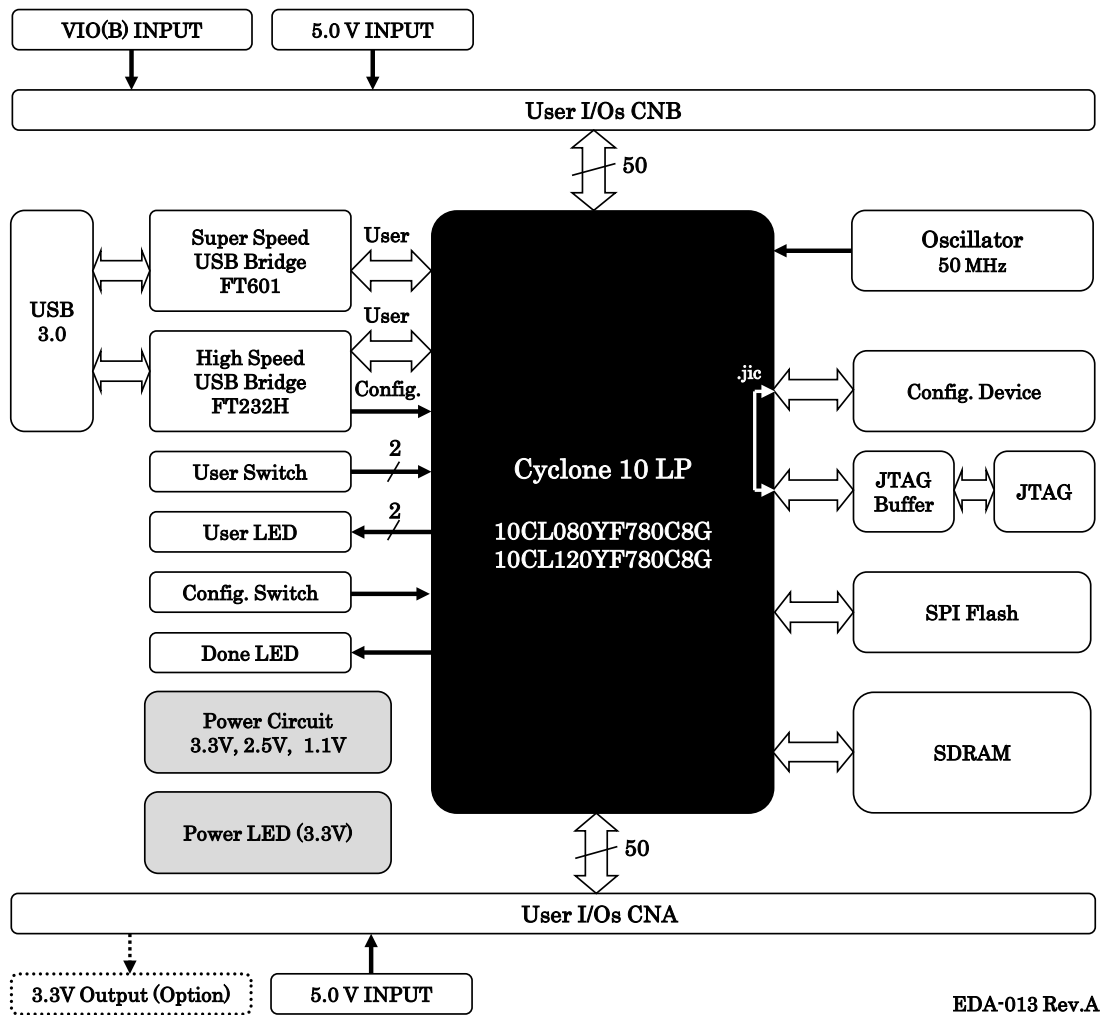 VIO(B) INPUT
5.0 V INPUT
User I/Os CNB
50
USB
3.0
Super Speed
USB Bridge
FT601
User
High Speed
USB Bridge
FT232H
User
Config.
User Switch
2
User LED
2
Config. Switch
Done LED
Power Circuit
3.3V, 2.5V, 1.1V
Power LED (3.3V)
Cyclone 10 LP
10CL080YF780C8G
10CL120YF780C8G
.jic
Oscillator
50 MHz
Config. Device
JTAG
Buffer
JTAG
SPI Flash
SDRAM
50
User I/Os CNA
3.3V Output (Option)
5.0 V INPUT
EDA-013 Rev.A